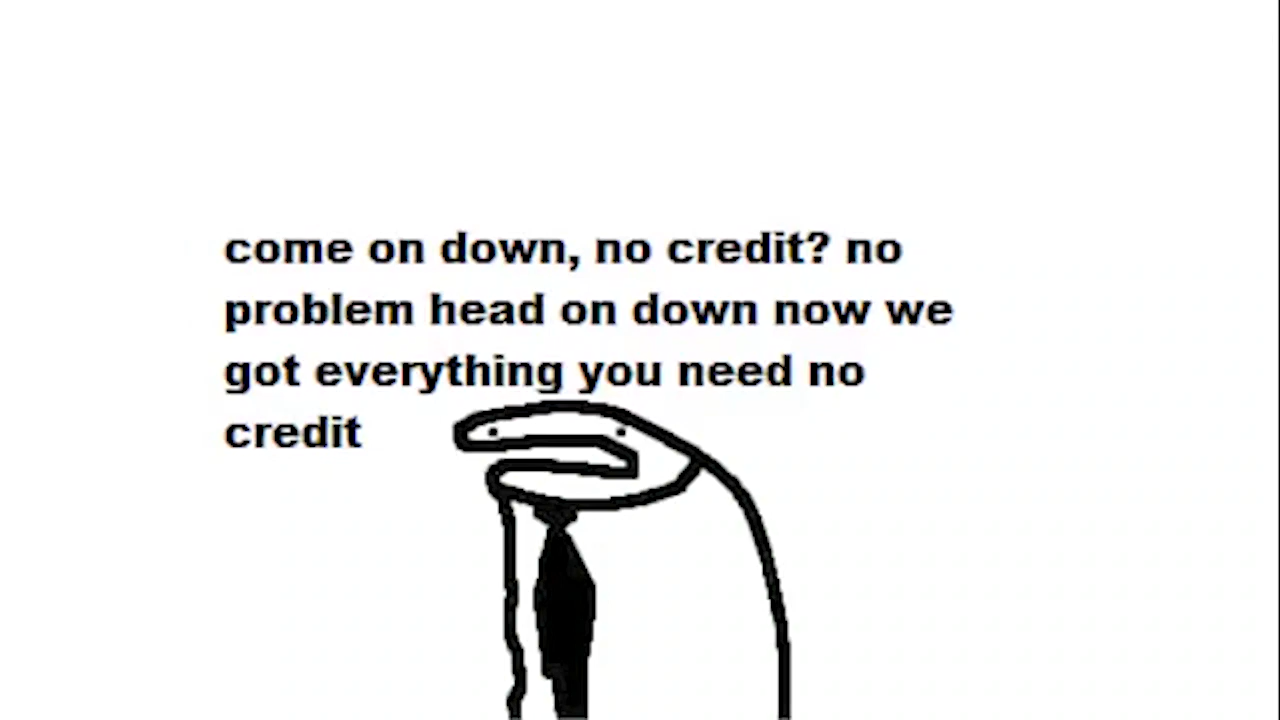 come on down, no credit? no
problem head on down now we
got everything you need no
credit